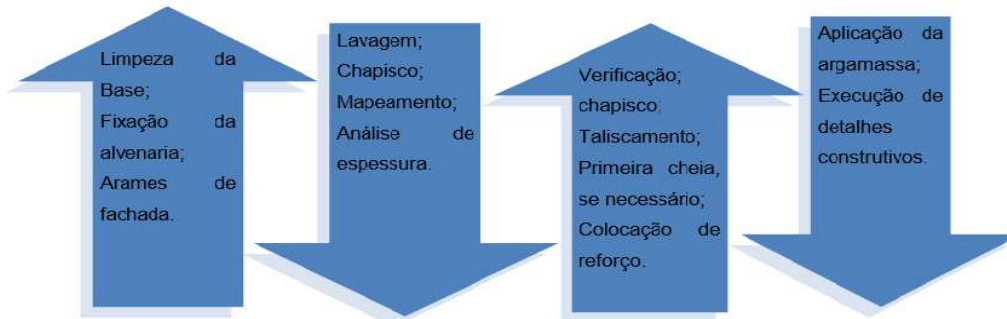 Limpeza da
Base;
Fixação da
alvenaria;
Arames de
fachada.
Lavagem;
Chapisco;
Mapeamento;
Análise de
espessura.
Verificação;
chapisco;
Taliscamento;
Primeira cheia,
se necessário;
Colocação de
reforço.
Aplicação da
argamassa;
Execução de
detalhes
construtivos.